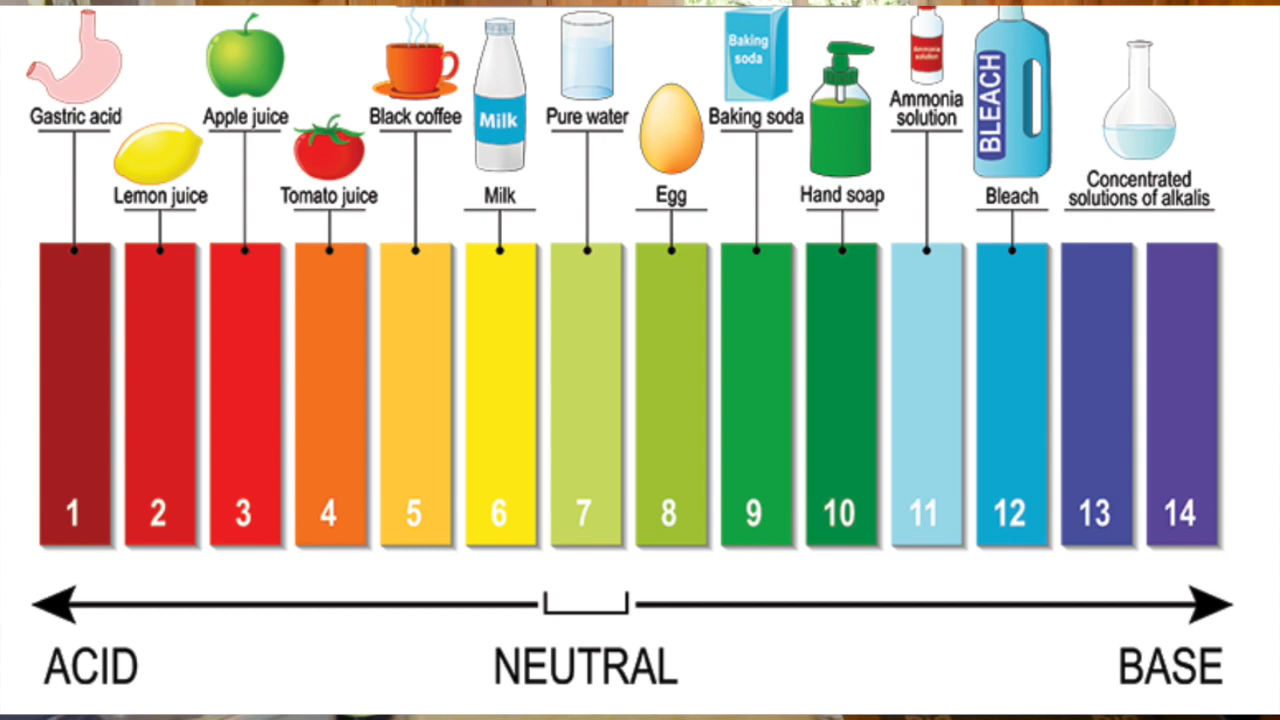 Gastric acid
Lemon juice
Apple juice
Tomato juice
Black coffee
Milk
Milk
Pure water
Egg
Baking
soda
Baking soda
Hand soap
Ammonia
solution
Ammonia
solution
BLEACH
Bleach
Concentrated
solutions of alkalis
1 2 3 4 5 6 7 8 9 10 11 12 13 14
ACID NEUTRAL BASE